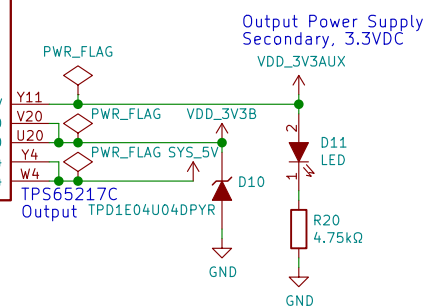 Output Power Supply
Secondary, 3.3VDC
PWR_FLAG
VDD_3V3AUX
Y11
V20
PWR_FLAG
VDD_3V3B
2
U20
D11
LED
Y4
PWR_FLAG
SYS_5V
W4
D10
1
TPS65217C
Output
TPD1E04U04DPYR
R20
4.75kΩ
GND
GND